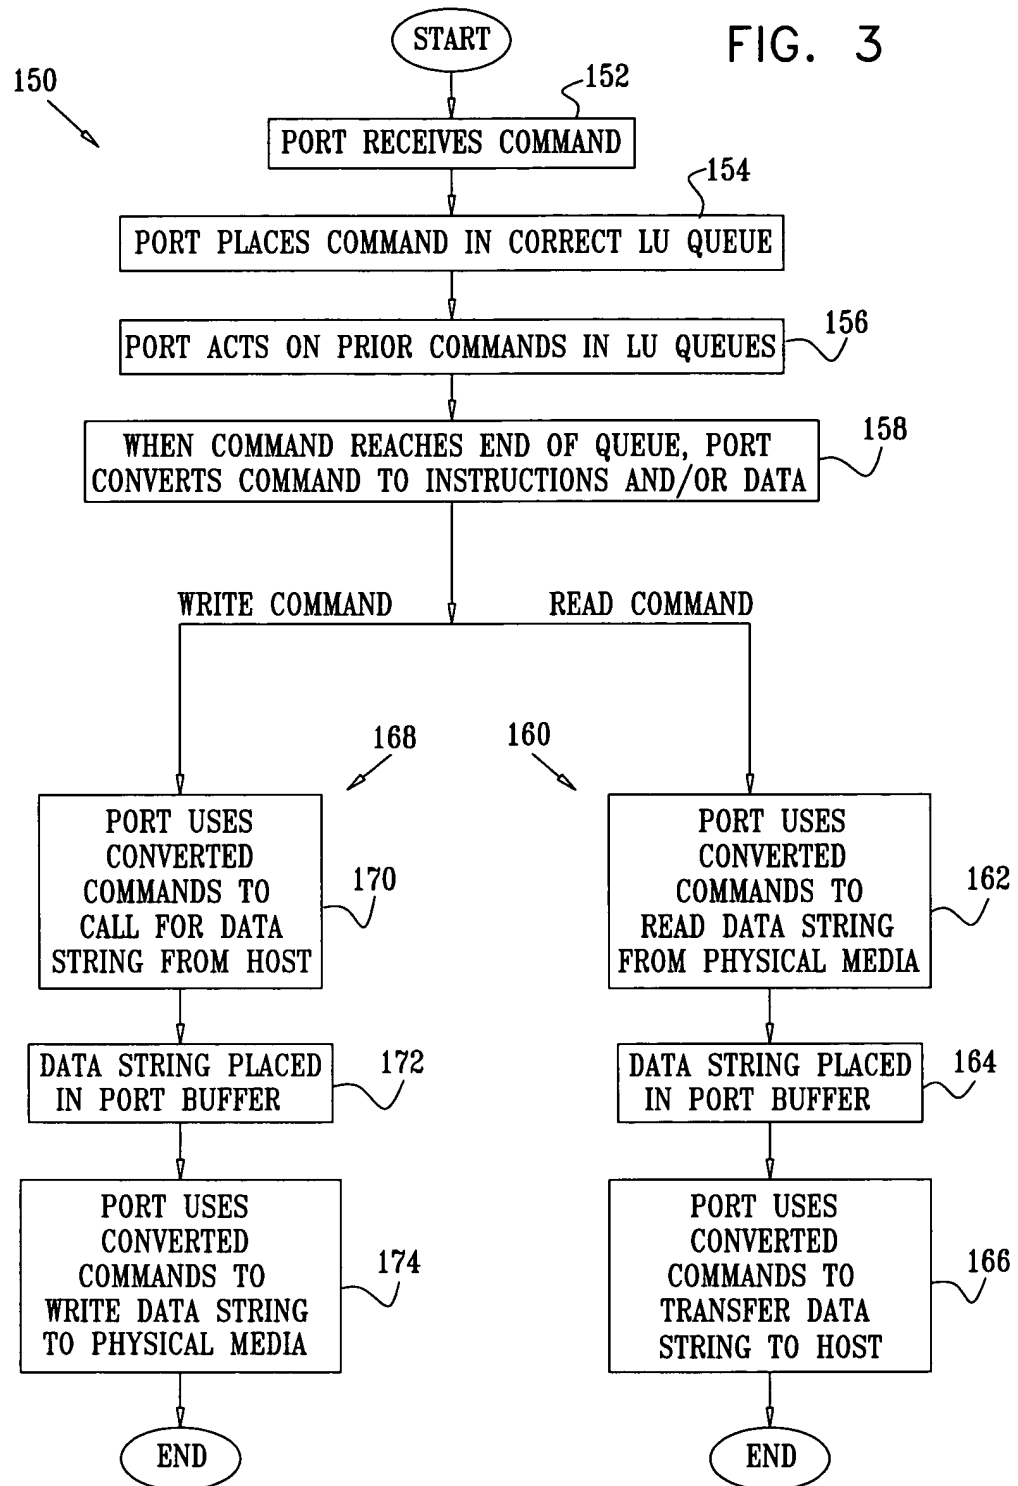 FIG. 3
START
150
152
PORT RECEIVES COMMAND
154
PORT PLACES COMMAND IN CORRECT LU QUEUE
156
PORT ACTS ON PRIOR COMMANDS IN LU QUEUES
158
WHEN COMMAND REACHES END OF QUEUE, PORT
CONVERTS COMMAND TO INSTRUCTIONS AND/OR DATA
WRITE COMMAND
READ COMMAND
168
160
PORT USES
CONVERTED
COMMANDS TO
CALL FOR DATA
STRING FROM HOST
170
DATA STRING PLACED
IN PORT BUFFER
172
PORT USES
CONVERTED
COMMANDS TO
WRITE DATA STRING
TO PHYSICAL MEDIA
174
END
PORT USES
CONVERTED
COMMANDS TO
READ DATA STRING
FROM PHYSICAL MEDIA
162
DATA STRING PLACED
IN PORT BUFFER
164
PORT USES
CONVERTED
COMMANDS TO
TRANSFER DATA
STRING TO HOST
166
END